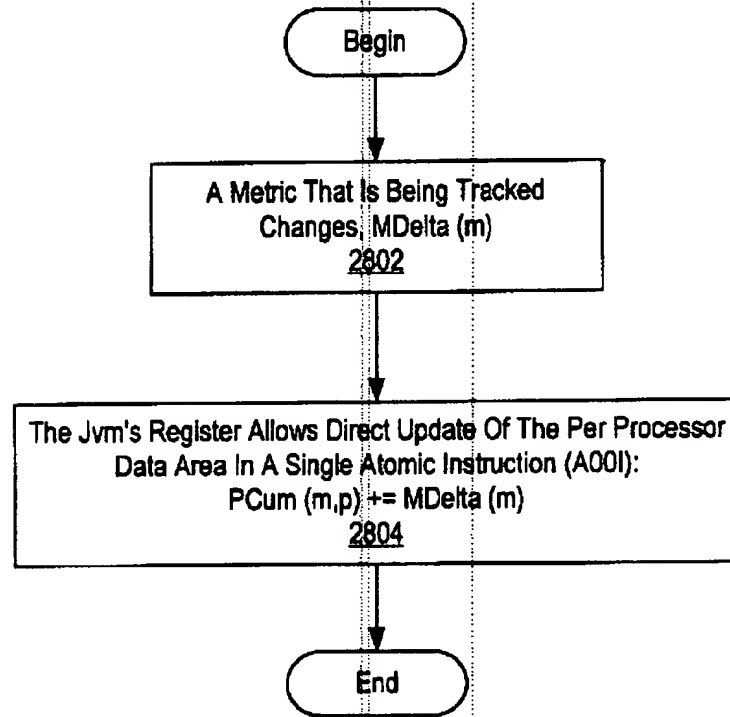 Begin
A Metric That Is Being Tracked
Changes, MDelta (m)
2802
The Jvm's Register Allows Direct Update Of The Per Processor
Data Area In A Single Atomic Instruction (A00I):
PCum (m,p) += MDelta (m)
2804
End